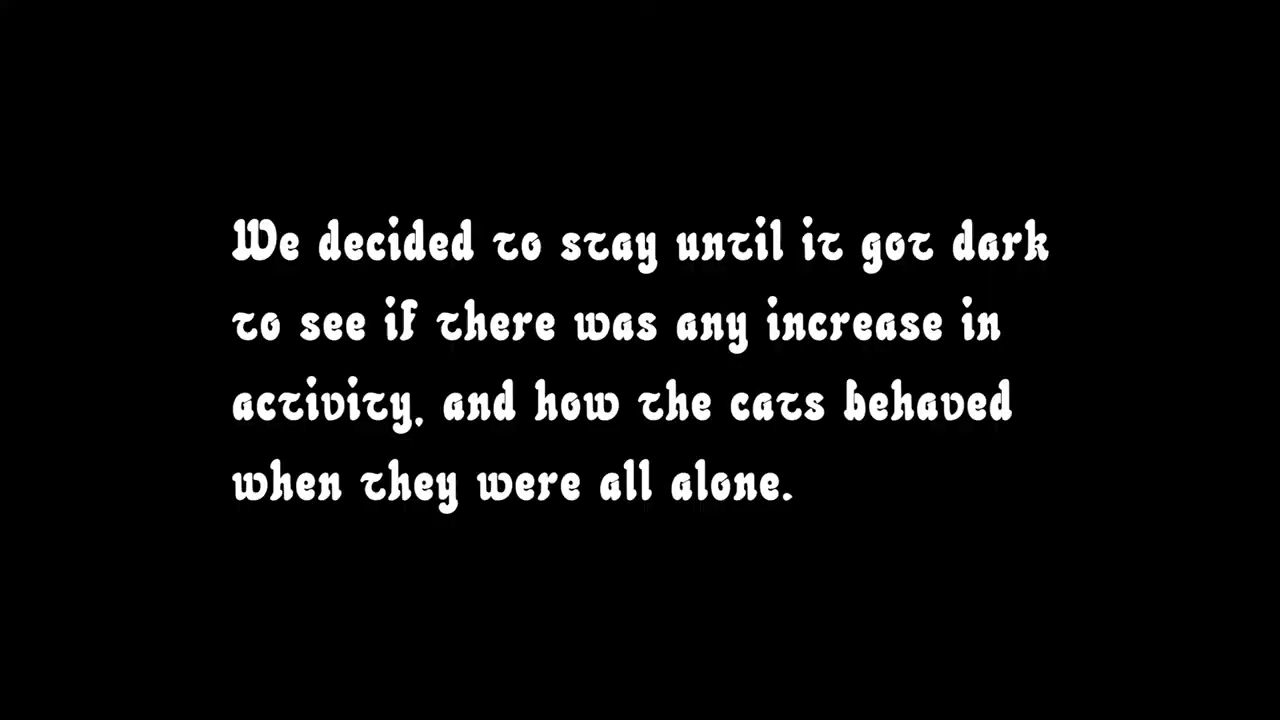 We decided to stay until it got dark
to see if there was any increase in
activity, and how the cats behaved
when they were all alone.